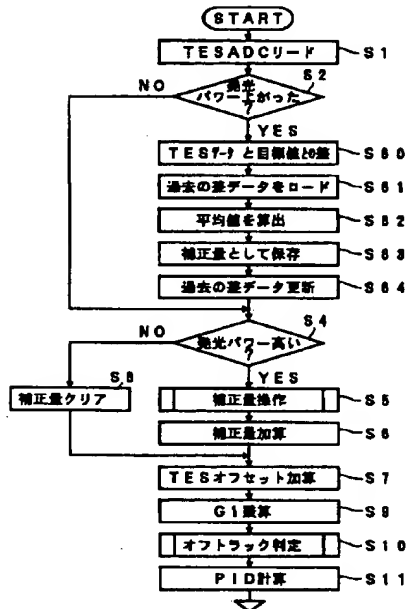 START
TESADCリード
S1
発光
パワー上がった
?
S2
NO
YES
TESデータと目標値との差
S60
過去の差データをロード
S61
平均値を算出
S62
補正量として保存
S63
過去の差データ更新
S64
発光パワー高い
?
S4
NO
YES
補正量クリア
S8
補正量操作
S5
補正量加算
S6
TESオフセット加算
S7
G1乗算
S9
オフトラック判定
S10
PID計算
S11